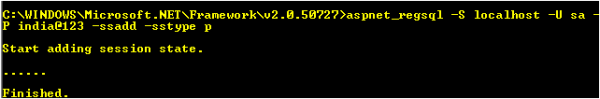 C:\WINDOWS\Microsoft.NET\Framework\v2.0.50727>aspnet_regsql -S localhost -U sa -
P india@123 -ssadd -sstype p
Start adding session state.
......
Finished.